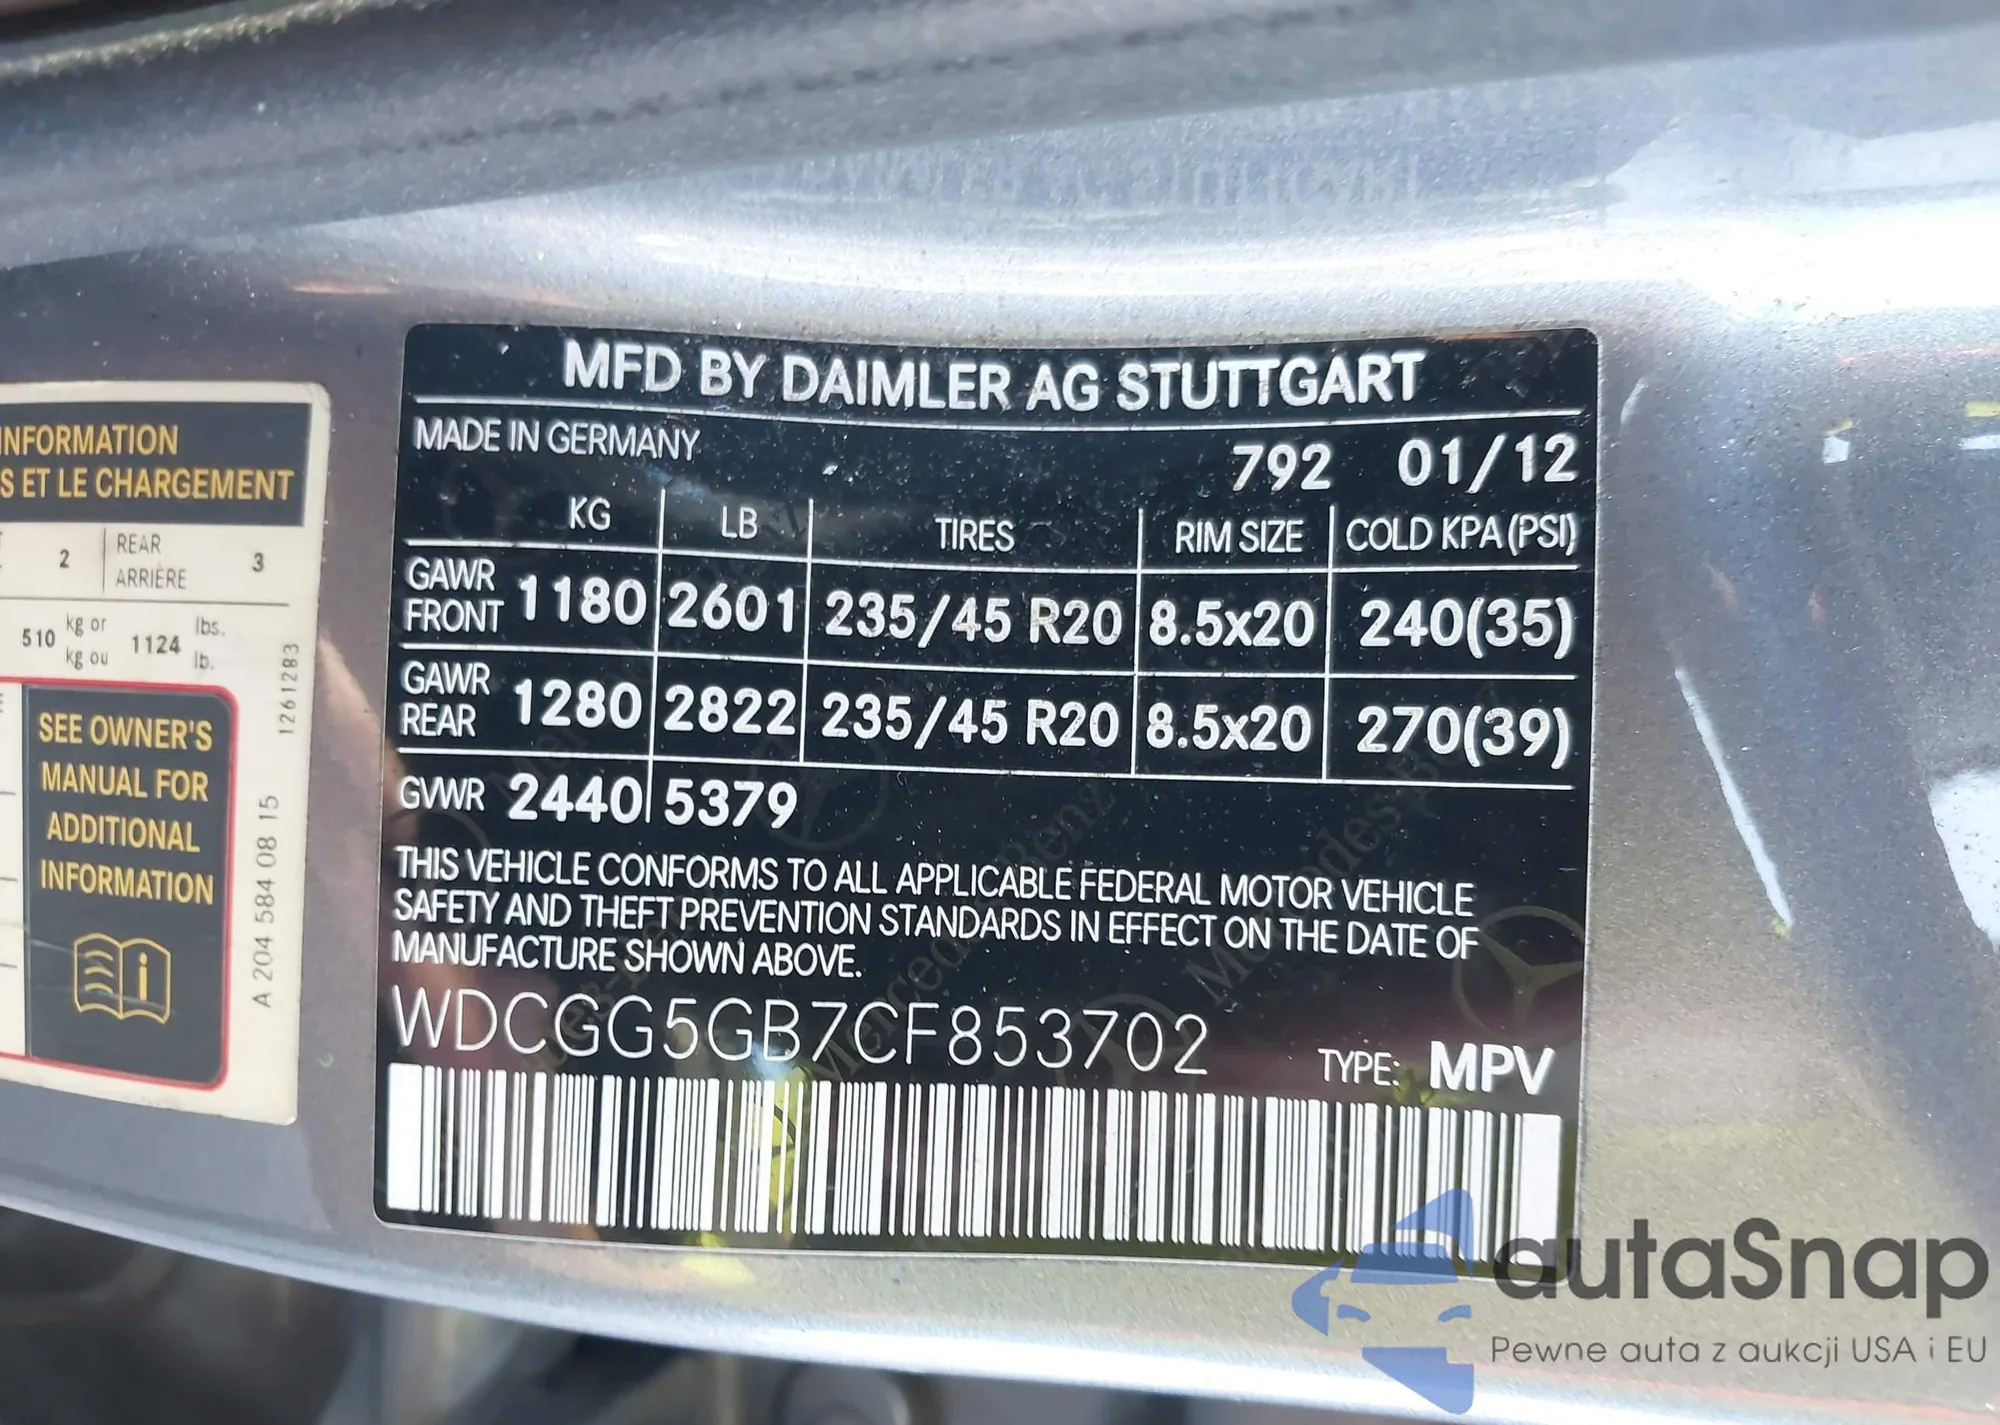 MFD BY DAIMLER AG STUTTGART
MADE IN GERMANY
792 01/12
KG LB TIRES RIM SIZE COLD KPA (PSI)
GAWR FRONT 1180 2601 235/45 R20 8.5x20 240(35)
GAWR REAR 1280 2822 235/45 R20 8.5x20 270(39)
GVWR 2440 5379
THIS VEHICLE CONFORMS TO ALL APPLICABLE FEDERAL MOTOR VEHICLE
SAFETY AND THEFT PREVENTION STANDARDS IN EFFECT ON THE DATE OF
MANUFACTURE SHOWN ABOVE.
WDCGG5GB7CF853702
TYPE: MPV
INFORMATION
S ET LE CHARGEMENT
2 REAR 3
ARRIÈRE
510 kg or 1124 lbs.
kg ou lb.
1261283
SEE OWNER'S
MANUAL FOR
ADDITIONAL
INFORMATION
A 204 584 08 15
autaSnap
Pewne auta z aukcji USA i EU